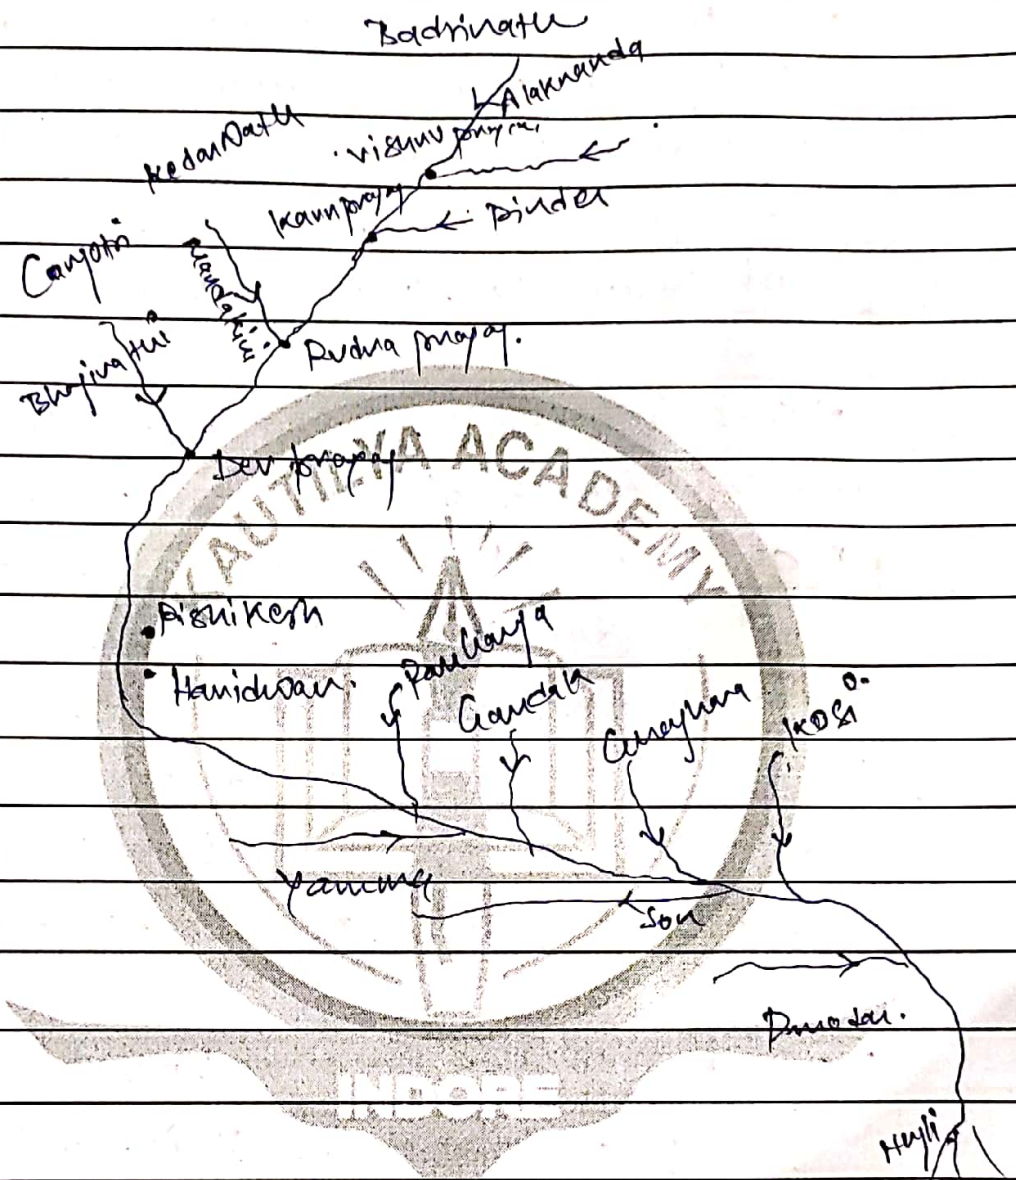 Badrinath
Alaknanda
Kedarnath
Vishnu prayag
Karnprayag
Pinder
Gangotri
Mandakini
Rudra prayag.
Bhagirathi
Dev prayag
KAUTILYA ACADEMY
Rishikesh
Haridwar.
Ramganga
Gandak
Ghaghara
Kosi
Yamuna
Son
Damodar.
INDORE
Hugli